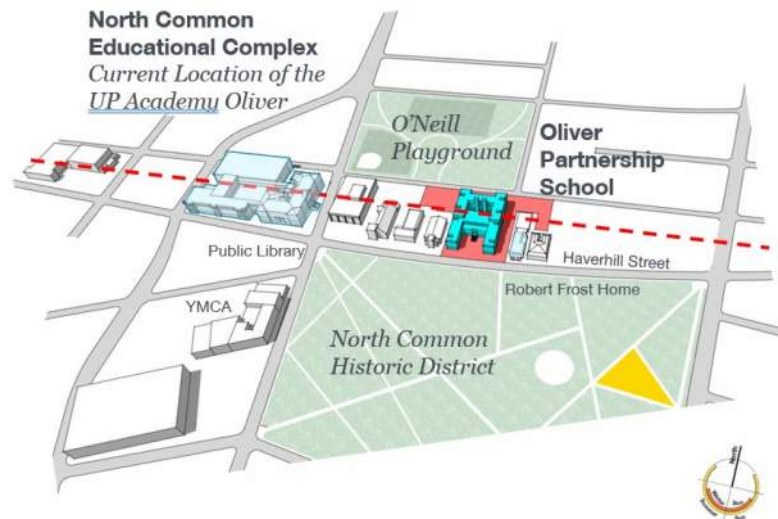 North Common
Educational Complex
Current Location of the
UP Academy Oliver
O'Neill
Playground
Oliver
Partnership
School
Public Library
Haverhill Street
Robert Frost Home
YMCA
North Common
Historic District
North